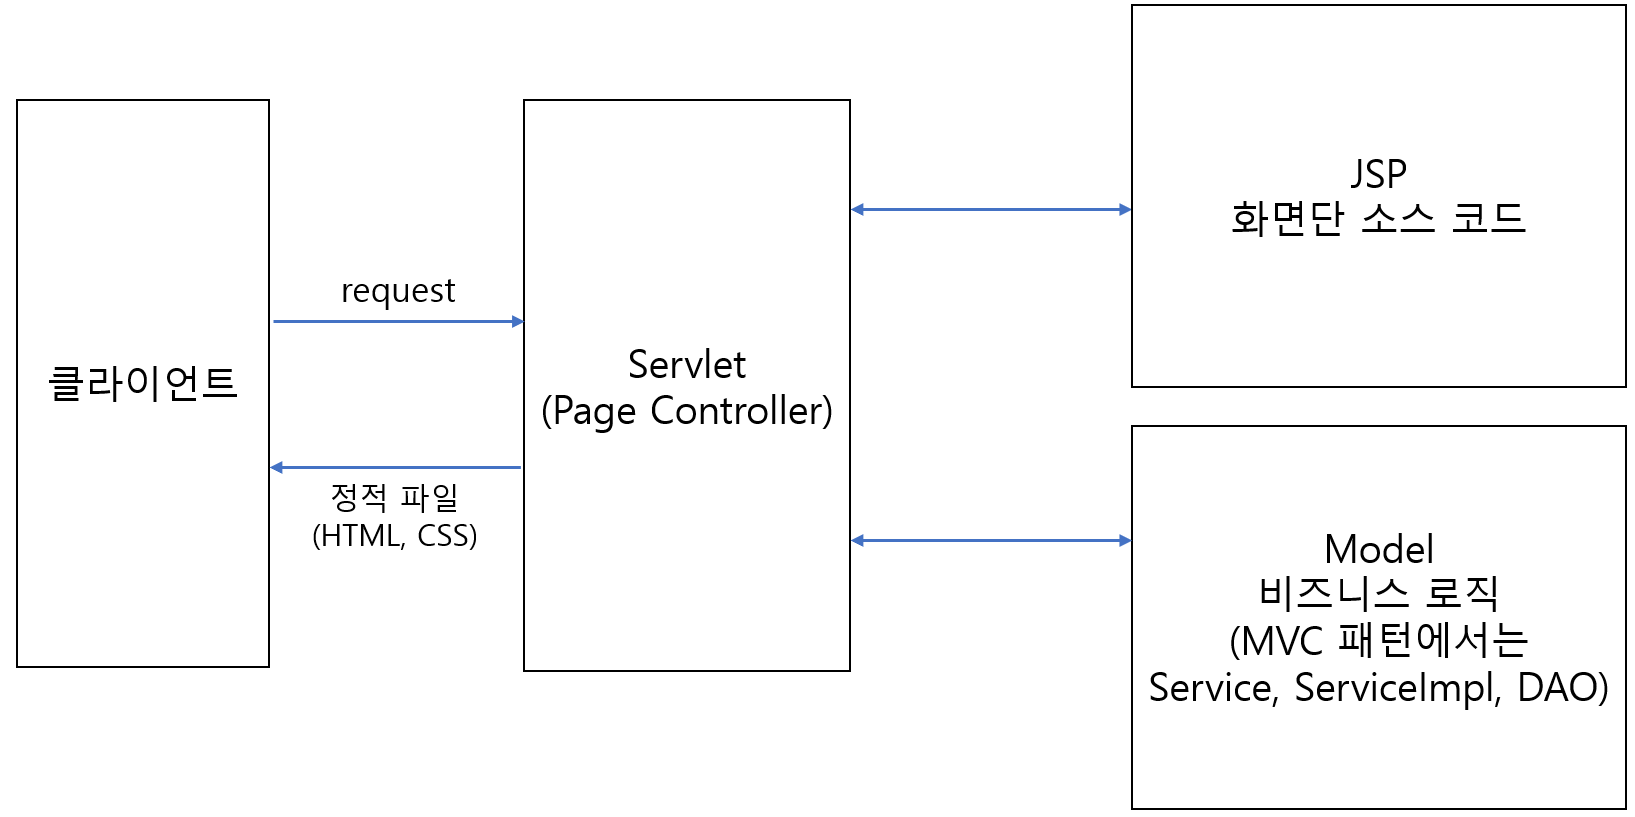 클라이언트
request
정적 파일
(HTML, CSS)
Servlet
(Page Controller)
JSP
화면단 소스 코드
Model
비즈니스 로직
(MVC 패턴에서는
Service, ServiceImpl, DAO)